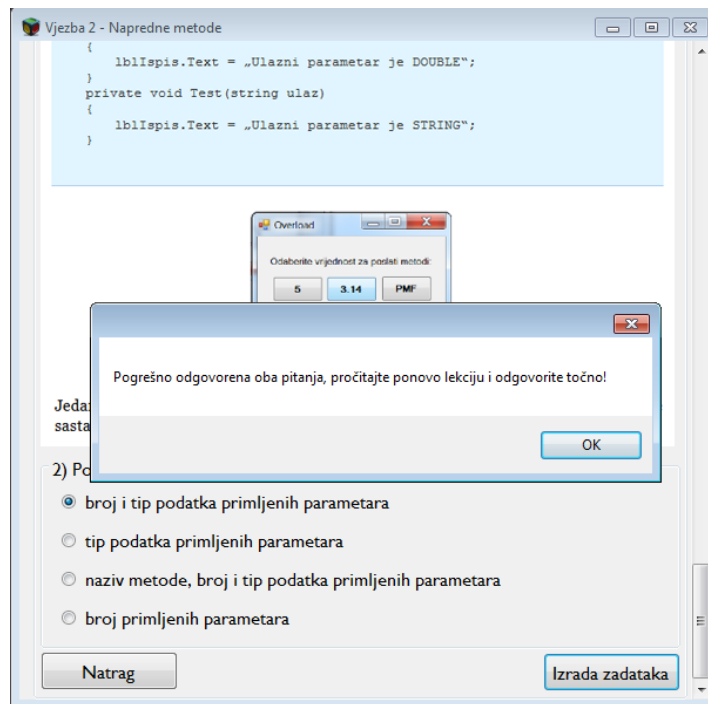 Vjezba 2 - Napredne metode
{
lblIspis.Text = „Ulazni parametar je DOUBLE“;
}
private void Test(string ulaz)
{
lblIspis.Text = „Ulazni parametar je STRING“;
}
Overload
Odaberite vrijednost za poslati metodi:
5 3.14 PMF
Pogrešno odgovorena oba pitanja, pročitajte ponovo lekciju i odgovorite točno!
OK
2)
broj i tip podatka primljenih parametara
tip podatka primljenih parametara
naziv metode, broj i tip podatka primljenih parametara
broj primljenih parametara
Natrag
Izrada zadataka